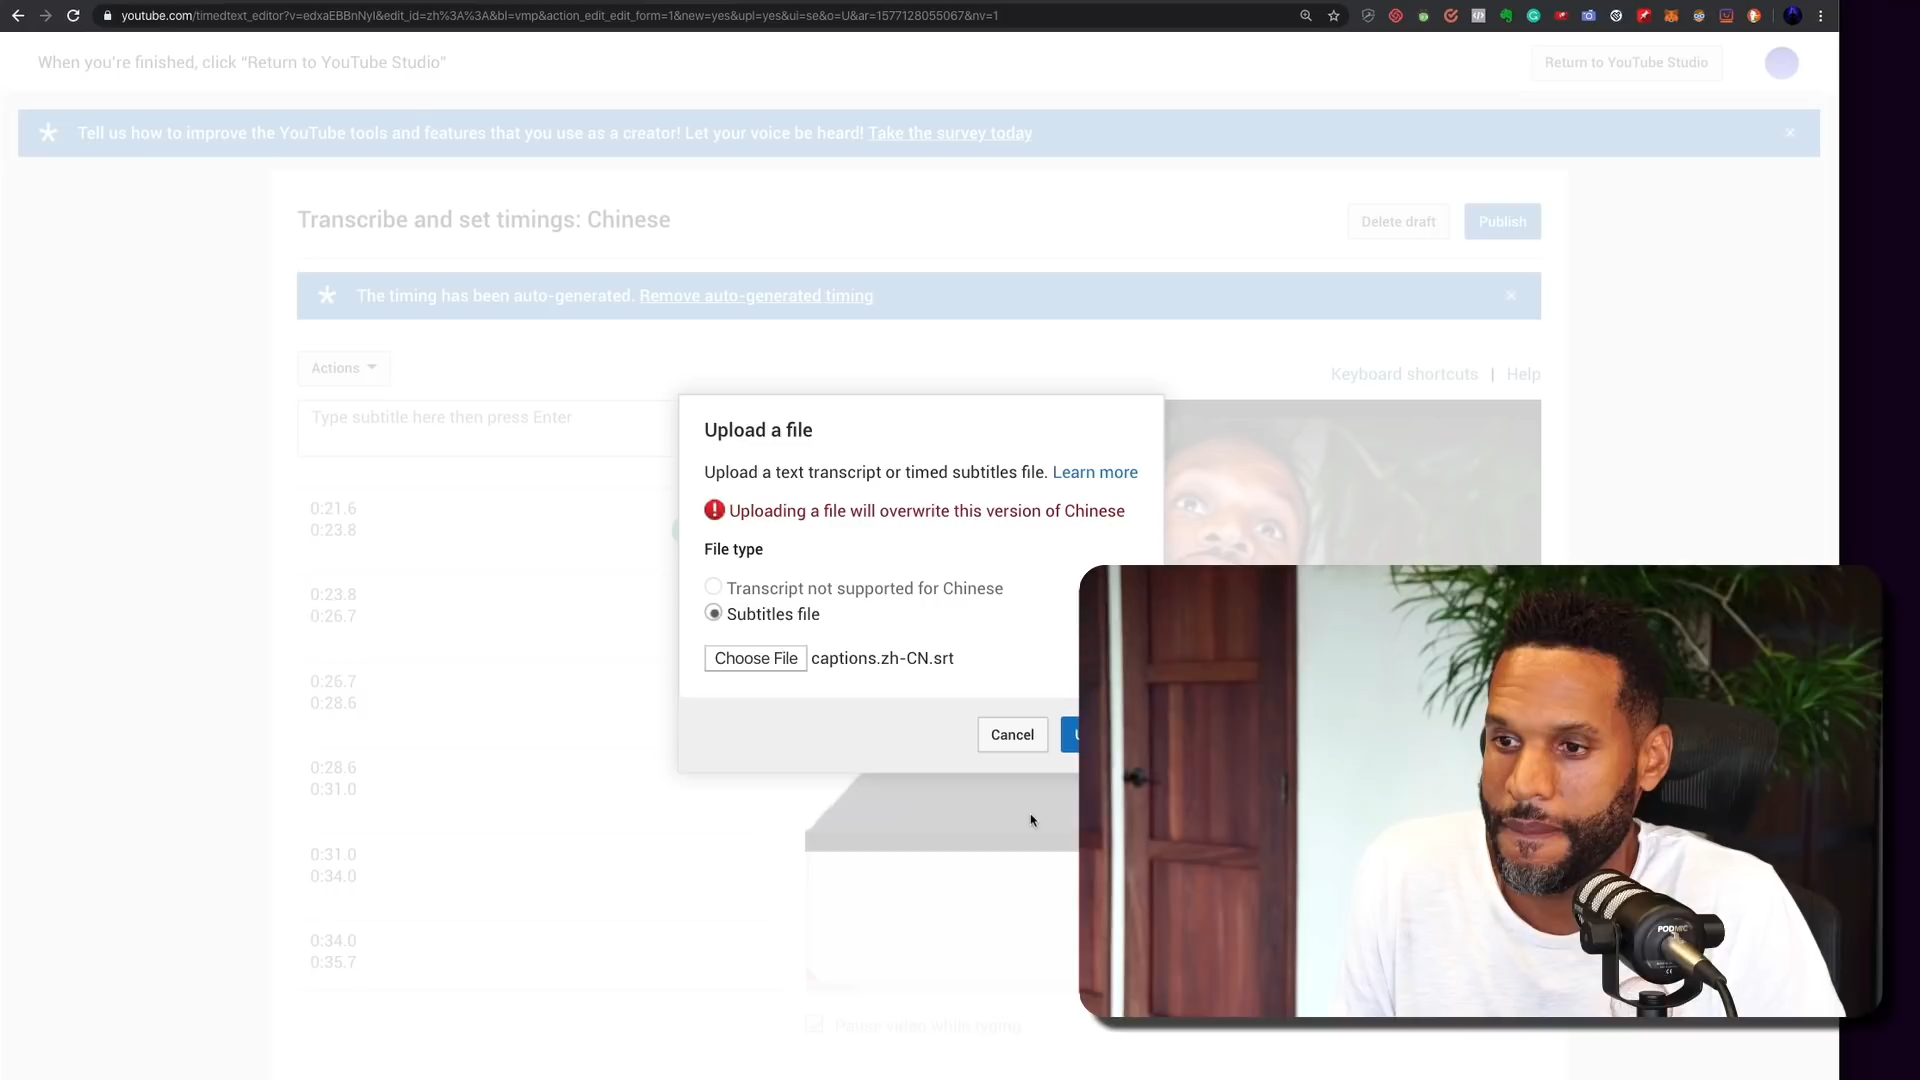 youtube.com/timedtext_editor?v=edxaEBBnNyI&edit_id=zh%3A%3A&bl=vmp&action_edit_edit_form=1&new=yes&upl=yes&ui=se&o=U&ar=1577128055067&nv=1
When you're finished, click “Return to YouTube Studio”
Return to YouTube Studio
Tell us how to improve the YouTube tools and features that you use as a creator! Let your voice be heard! Take the survey today
Transcribe and set timings: Chinese
Delete draft
Publish
The timing has been auto-generated. Remove auto-generated timing
Actions
Keyboard shortcuts | Help
Type subtitle here then press Enter
0:21.6
0:23.8
0:23.8
0:26.7
0:26.7
0:28.6
0:28.6
0:31.0
0:31.0
0:34.0
0:34.0
0:35.7
Upload a file
Upload a text transcript or timed subtitles file. Learn more
Uploading a file will overwrite this version of Chinese
File type
Transcript not supported for Chinese
Subtitles file
Choose File captions.zh-CN.srt
Cancel
Pause video while typing
PODMIC